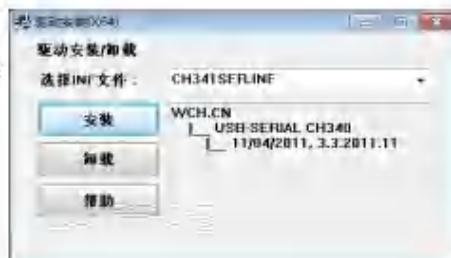 驱动安装(X64)
驱动安装/卸载
选择INF文件：
CH341SER.INF
安装
WCH.CN
|__ USB-SERIAL CH340
|__ 11/04/2011, 3.3.2011.11
卸载
帮助